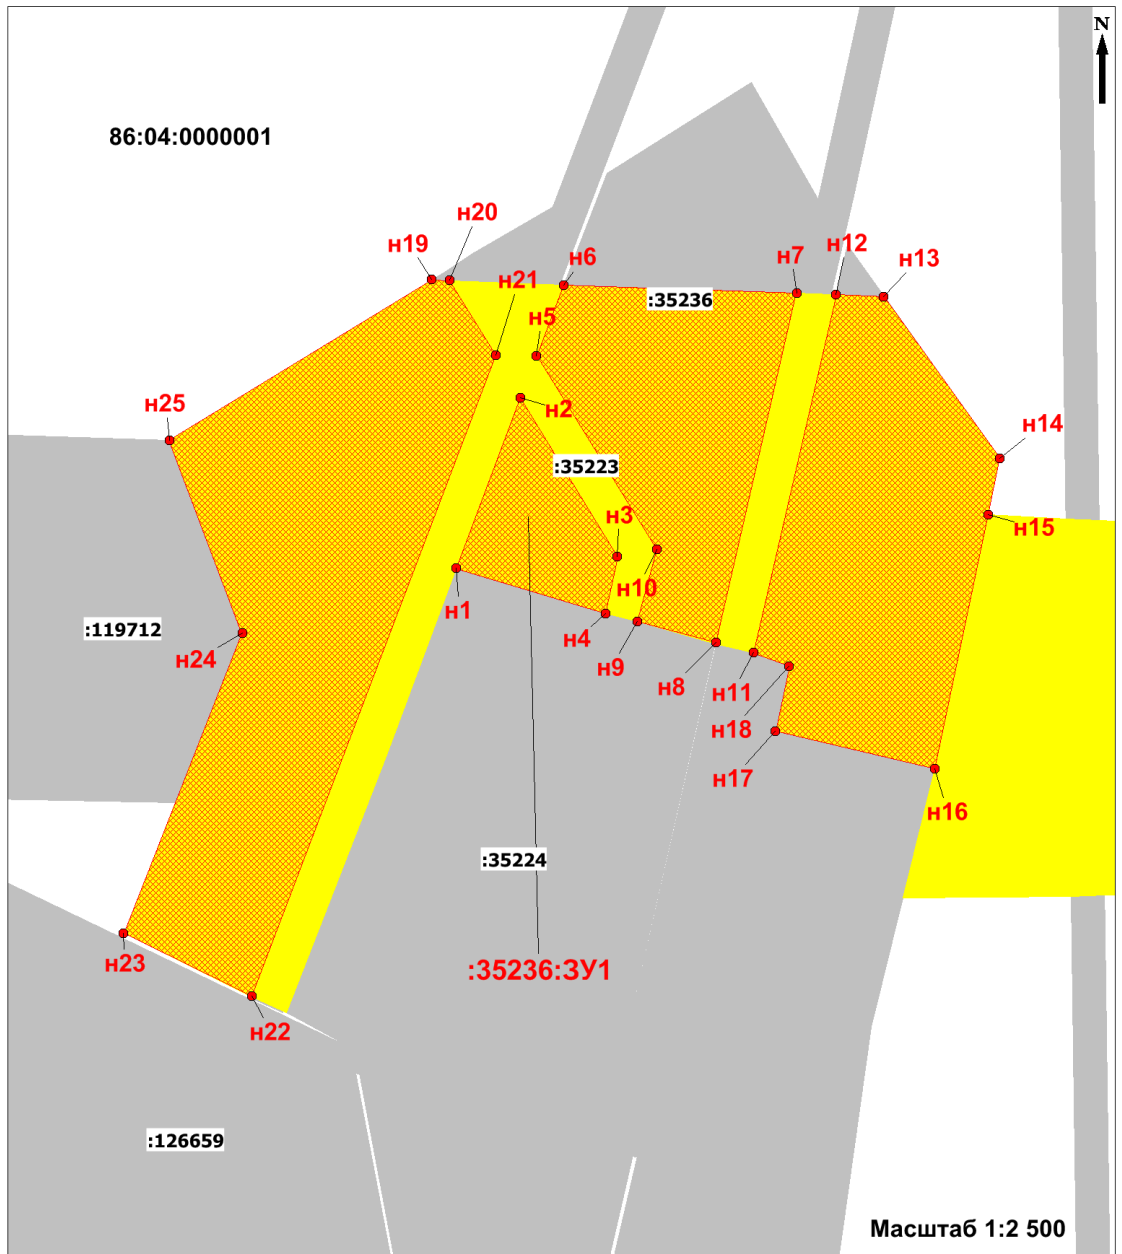 N
86:04:0000001
н20
н19
н12
н6
н7
н13
н21
:35236
н5
н25
н2
н14
:35223
н3
н15
н10
н1
:119712
н4
н24
н9
н8
н11
н18
н17
н16
:35224
н23
:35236:ЗУ1
н22
:126659
Масштаб 1:2 500